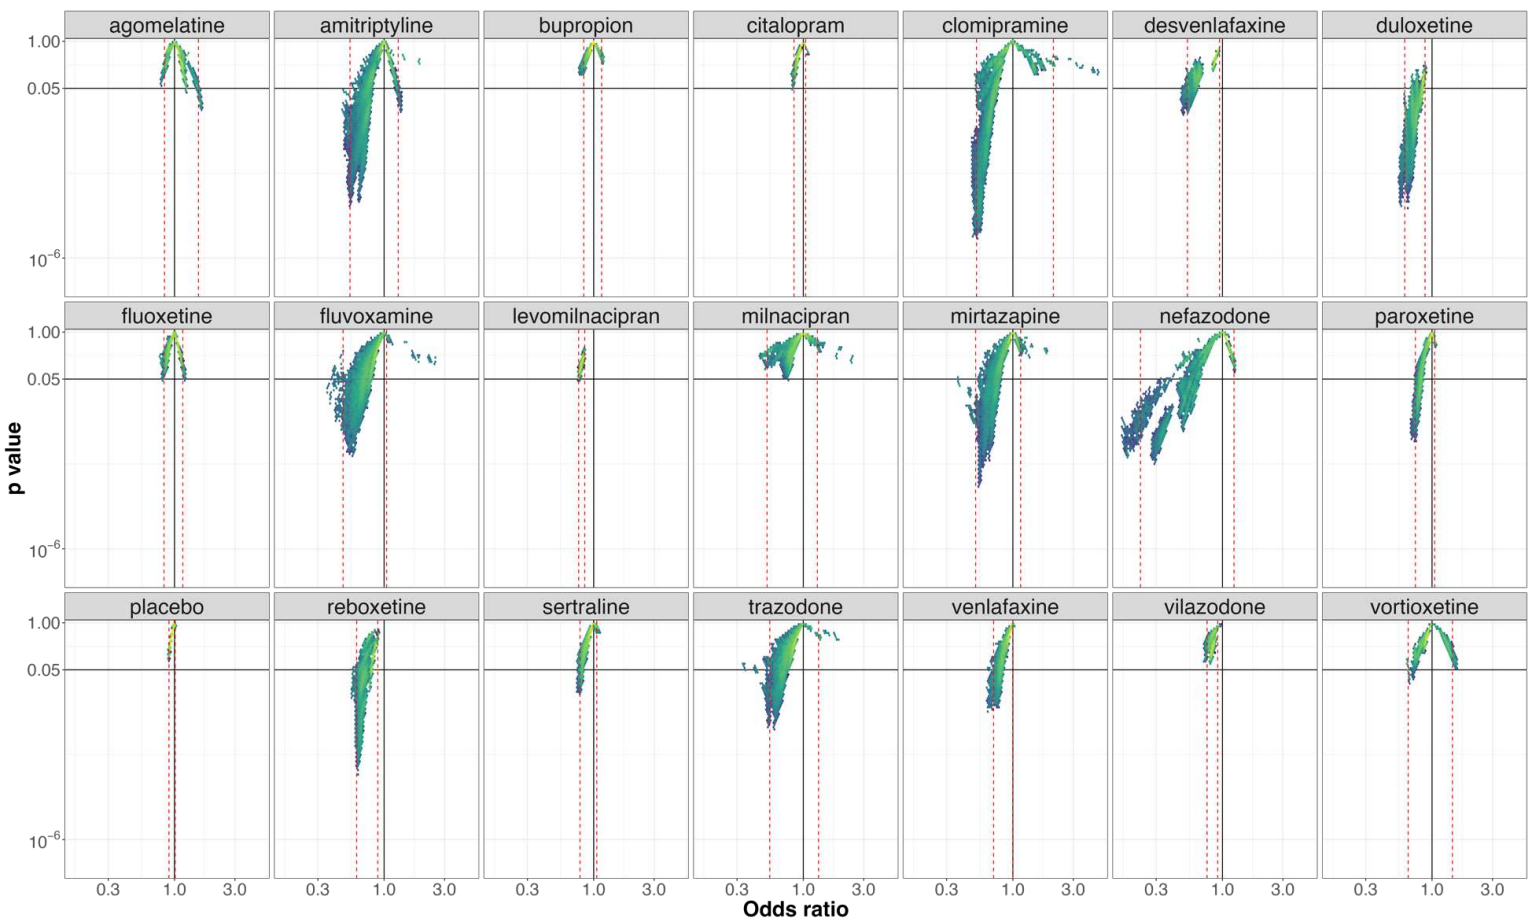 agomelatine amitriptyline bupropion citalopram clomipramine desvenlafaxine duloxetine
1.00
0.05
10⁻⁶
fluoxetine fluvoxamine levomilnacipran milnacipran mirtazapine nefazodone paroxetine
1.00
0.05
10⁻⁶
p value
placebo reboxetine sertraline trazodone venlafaxine vilazodone vortioxetine
1.00
0.05
10⁻⁶
0.3 1.0 3.0 0.3 1.0 3.0 0.3 1.0 3.0 0.3 1.0 3.0 0.3 1.0 3.0 0.3 1.0 3.0 0.3 1.0 3.0
Odds ratio